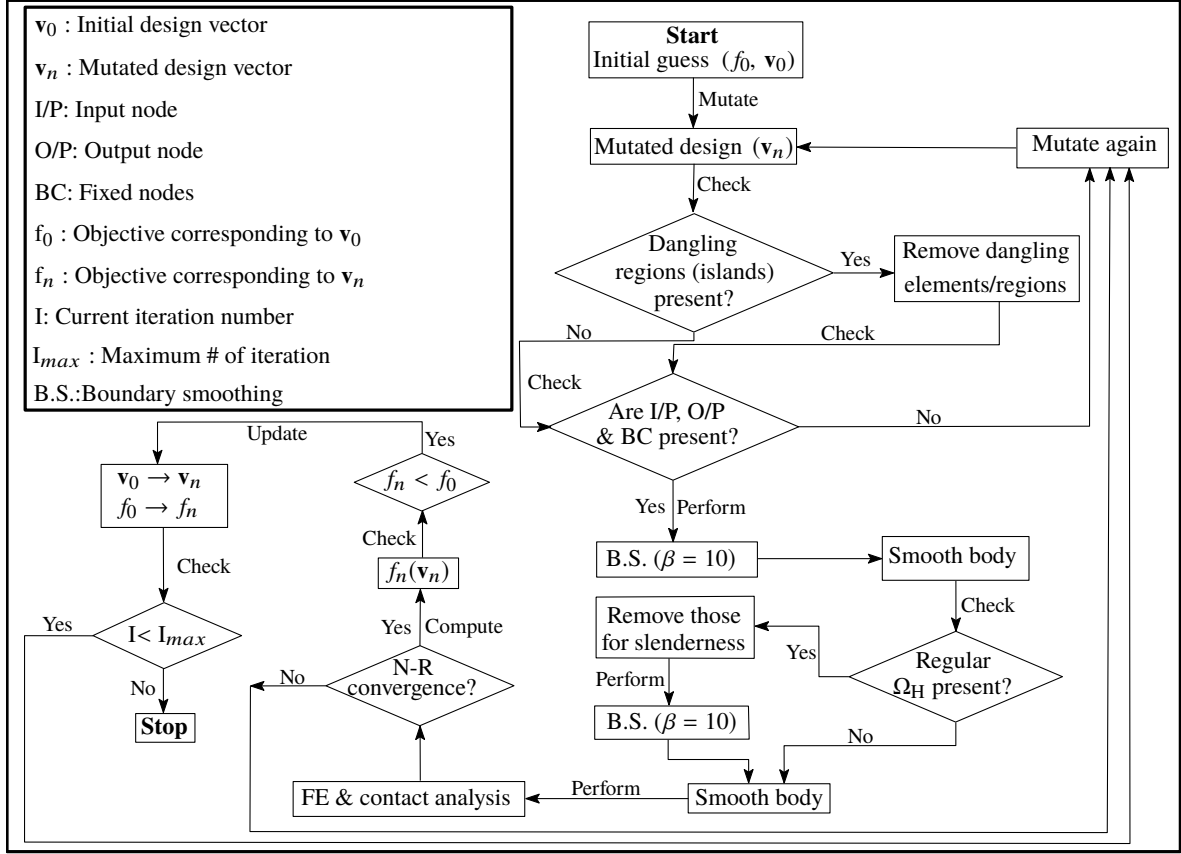 v₀ : Initial design vector
vₙ : Mutated design vector
I/P: Input node
O/P: Output node
BC: Fixed nodes
f₀ : Objective corresponding to v₀
fₙ : Objective corresponding to vₙ
I: Current iteration number
Iₘₐₓ : Maximum # of iteration
B.S.:Boundary smoothing
Start
Initial guess (f₀, v₀)
Mutate
Mutated design (vₙ)
Mutate again
Check
Dangling
regions (islands)
present?
Yes
Remove dangling
elements/regions
No
Check
Check
Are I/P, O/P
& BC present?
No
Yes Perform
B.S. (β = 10)
Smooth body
Check
Regular
Ω_H present?
Yes
Remove those
for slenderness
Perform
B.S. (β = 10)
No
Smooth body
Perform
FE & contact analysis
N-R
convergence?
No
Yes Compute
fₙ(vₙ)
Check
fₙ < f₀
Yes
Update
v₀ → vₙ
f₀ → fₙ
Check
I< Iₘₐₓ
Yes
No
Stop